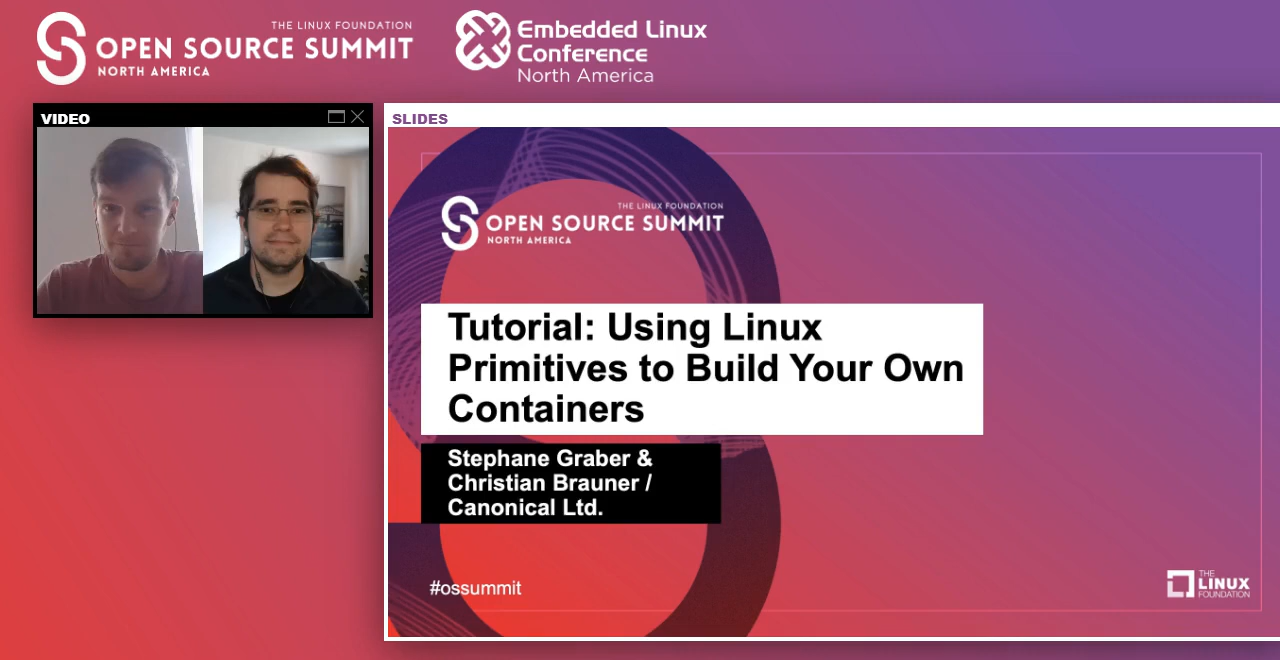 THE LINUX FOUNDATION
OPEN SOURCE SUMMIT
NORTH AMERICA
Embedded Linux
Conference
North America
VIDEO
SLIDES
THE LINUX FOUNDATION
OPEN SOURCE SUMMIT
NORTH AMERICA
Tutorial: Using Linux
Primitives to Build Your Own
Containers
Stephane Graber &
Christian Brauner /
Canonical Ltd.
#ossummit
THE
LINUX
FOUNDATION